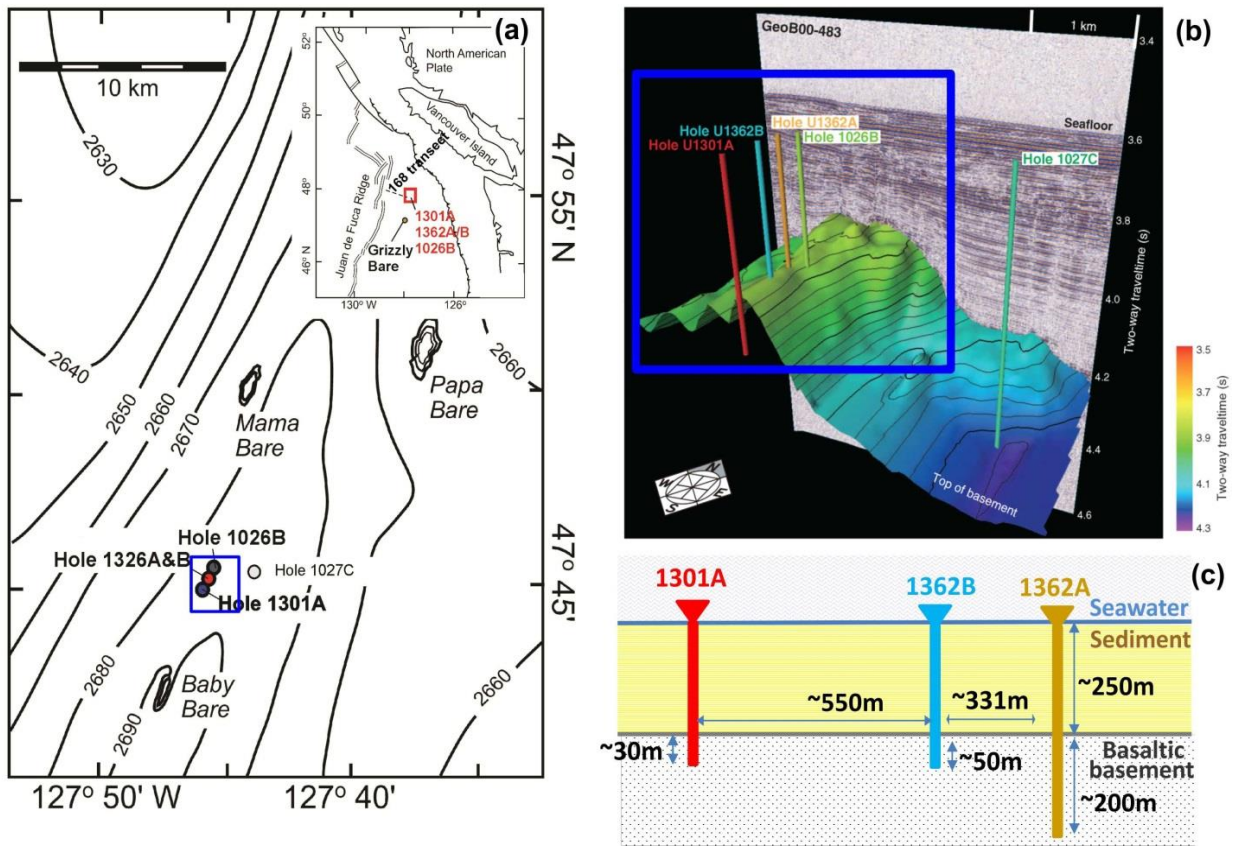 (a)
10 km
2630
2640
2650
2660
2670
2680
2690
2660
2660
Mama
Bare
Papa
Bare
Baby
Bare
Hole 1026B
Hole 1326A&B
Hole 1027C
Hole 1301A
47º 55' N
47º 45'
127º 50' W
127º 40'
52°
50°
48°
46°N
130° W
126°
North American
Plate
Vancouver Island
Juan de Fuca Ridge
168 transect
1301A
1362A/B
1026B
Grizzly
Bare
(b)
GeoB00-483
1 km
Seafloor
Hole U1362A
Hole U1362B
Hole 1026B
Hole U1301A
Hole 1027C
3.4
3.6
3.8
4.0
4.2
4.4
4.6
Two-way traveltime (s)
Top of basement
N
E
S
W
3.5
3.7
3.9
4.1
4.3
Two-way traveltime (s)
(c)
1301A
1362B
1362A
Seawater
Sediment
~250m
~550m
~331m
~30m
~50m
Basaltic
basement
~200m